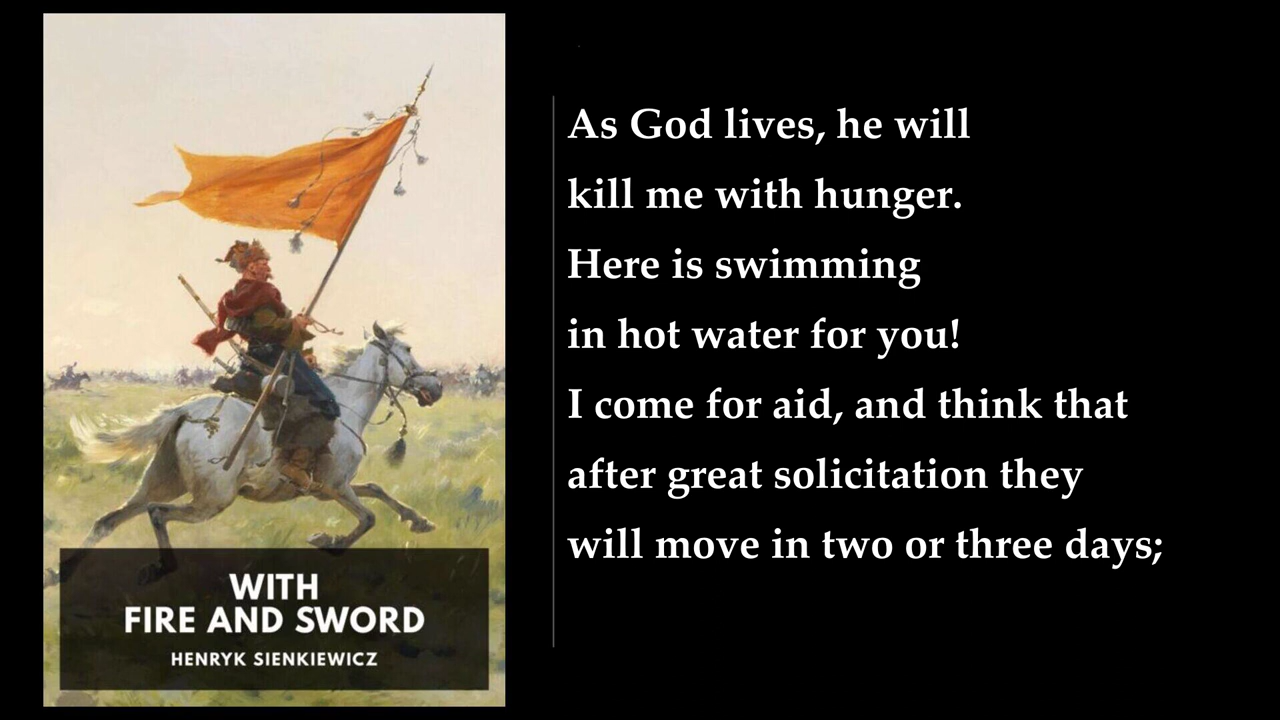 As God lives, he will
kill me with hunger.
Here is swimming
in hot water for you!
I come for aid, and think that
after great solicitation they
will move in two or three days;
WITH
FIRE AND SWORD
HENRYK SIENKIEWICZ